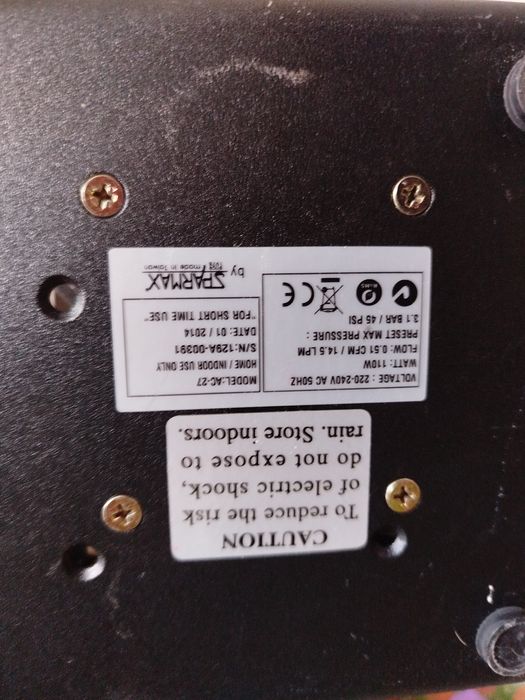 CAUTION
To reduce the risk
of electric shock,
do not expose to
rain. Store indoors.
VOLTAGE : 220-240V AC 50HZ
WATT: 110W
FLOW: 0.51 CFM / 14.5 LPM
PRESET MAX PRESSURE :
3.1 BAR / 45 PSI
MODEL:AC-27
HOME / INDOOR USE ONLY
S/N:129A-00391
DATE: 01 / 2014
"FOR SHORT TIME USE"
CE
by SPARMAX
made in Taiwan